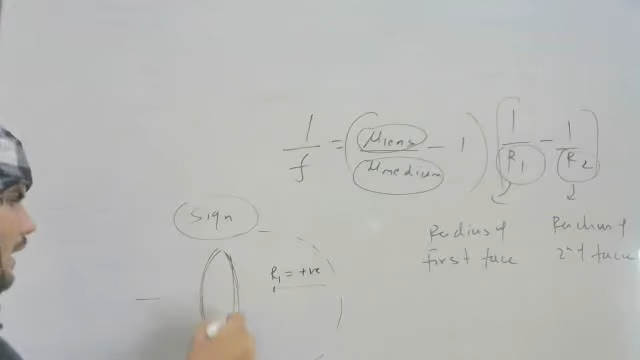 1/f = (μlens/μmedium - 1) [1/R1 - 1/R2]
Sign
R1 = +ve
Radius of
first face
Radius of
2nd face